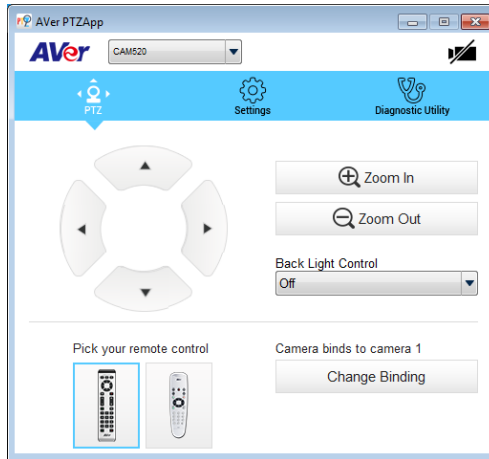 AVer PTZApp
AVer
CAM520
PTZ
Settings
Diagnostic Utility
Zoom In
Zoom Out
Back Light Control
Off
Pick your remote control
Camera binds to camera 1
Change Binding